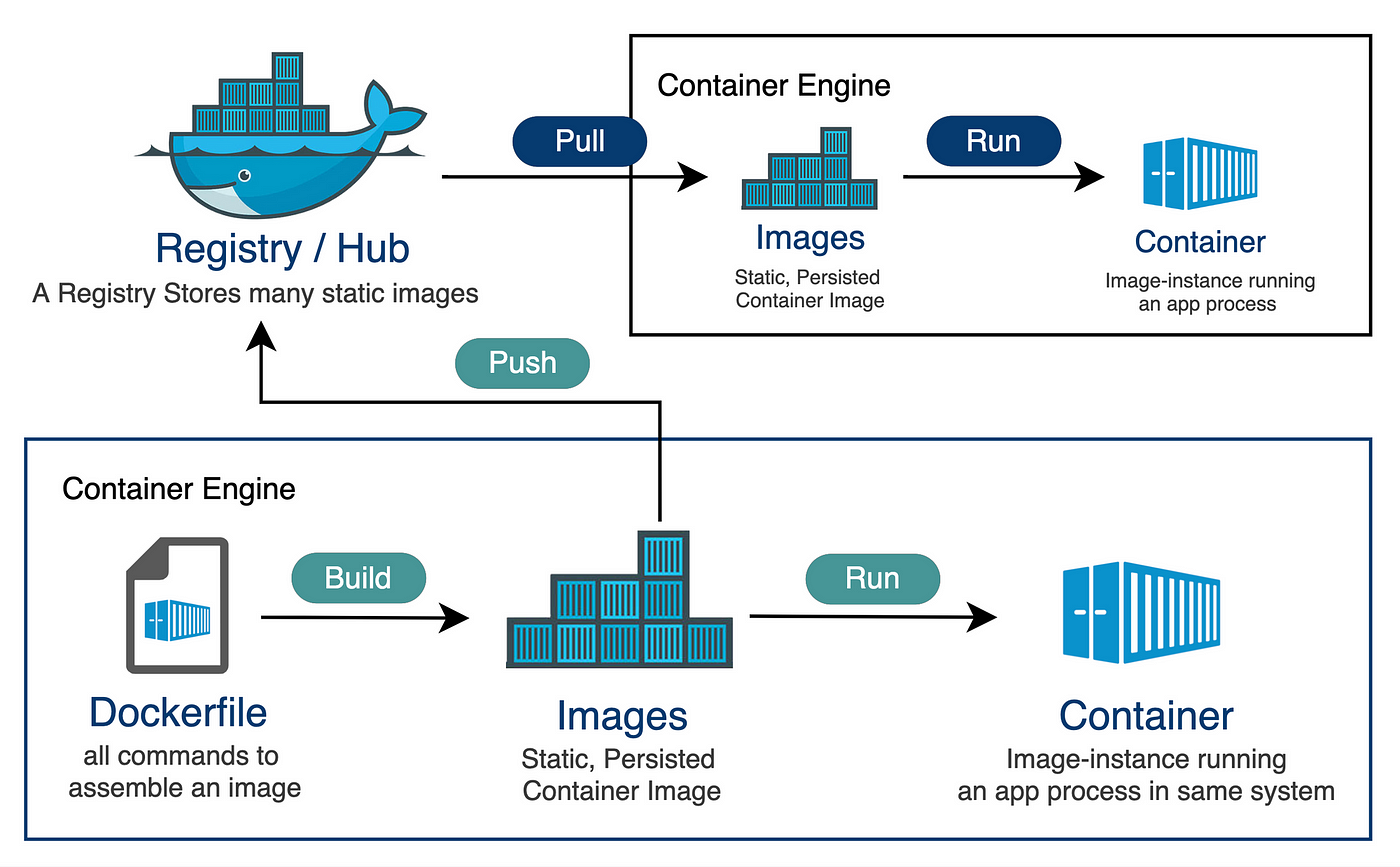 Container Engine
Pull
Run
Registry / Hub
A Registry Stores many static images
Images
Static, Persisted
Container Image
Container
Image-instance running
an app process
Push
Container Engine
Build
Run
Dockerfile
all commands to
assemble an image
Images
Static, Persisted
Container Image
Container
Image-instance running
an app process in same system